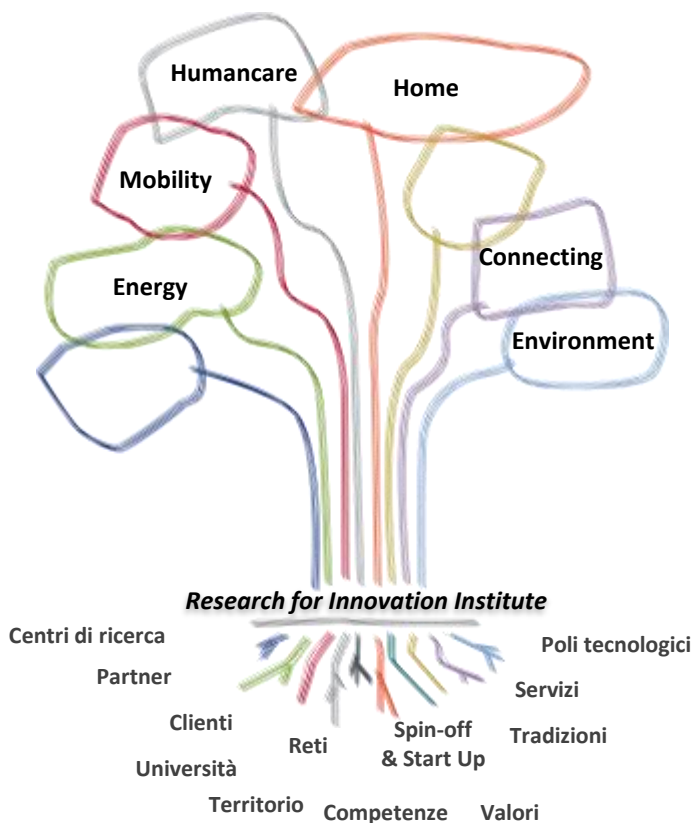 Humancare
Home
Mobility
Connecting
Energy
Environment
Research for Innovation Institute
Centri di ricerca
Poli tecnologici
Partner
Servizi
Clienti
Spin-off
& Start Up
Tradizioni
Reti
Università
Territorio
Competenze
Valori